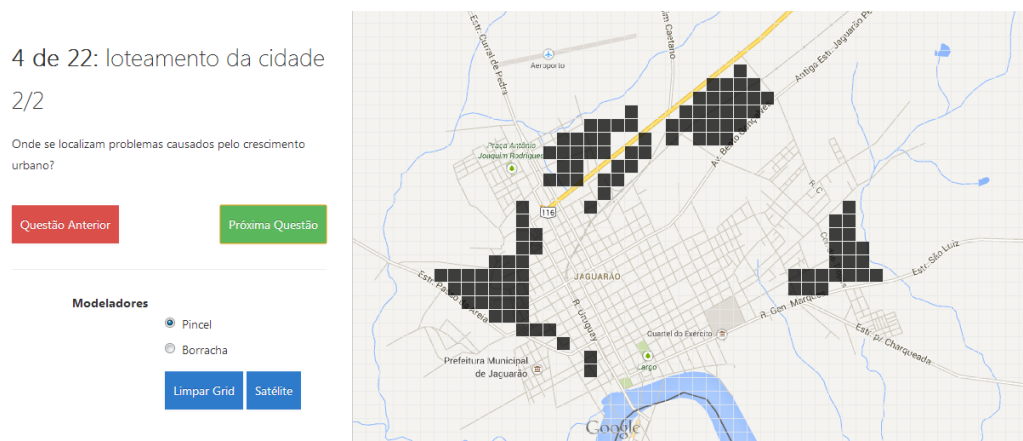 4 de 22: loteamento da cidade
2/2
Onde se localizam problemas causados pelo crescimento
urbano?
Questão Anterior
Próxima Questão
Modeladores
Pincel
Borracha
Limpar Grid
Satélite
Estr. Curral de Pedra
Aeroporto
Antiga Estr. Jaguarão
Praça Antônio
Joaquim Rodrigues
Av. Bento Gonçalves
R. C
116
JAGUARÃO
Estr. São Luiz
R. Uruguay
R. Gen. Marques
Estr. p/ Charqueada
Quartel do Exército
Largo
Prefeitura Municipal
de Jaguarão
Google